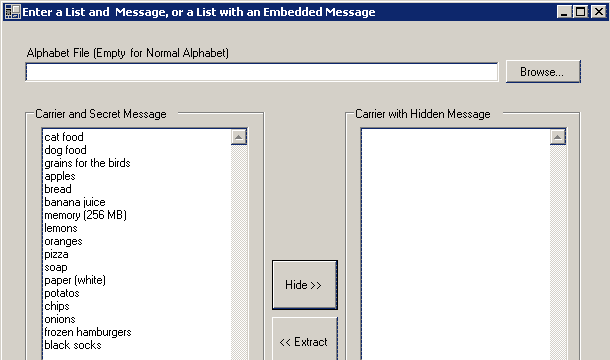 Enter a List and Message, or a List with an Embedded Message
Alphabet File (Empty for Normal Alphabet)
Browse...
Carrier and Secret Message
Carrier with Hidden Message
cat food
dog food
grains for the birds
apples
bread
banana juice
memory (256 MB)
lemons
oranges
pizza
soap
paper (white)
potatos
chips
onions
frozen hamburgers
black socks
Hide >>
<< Extract